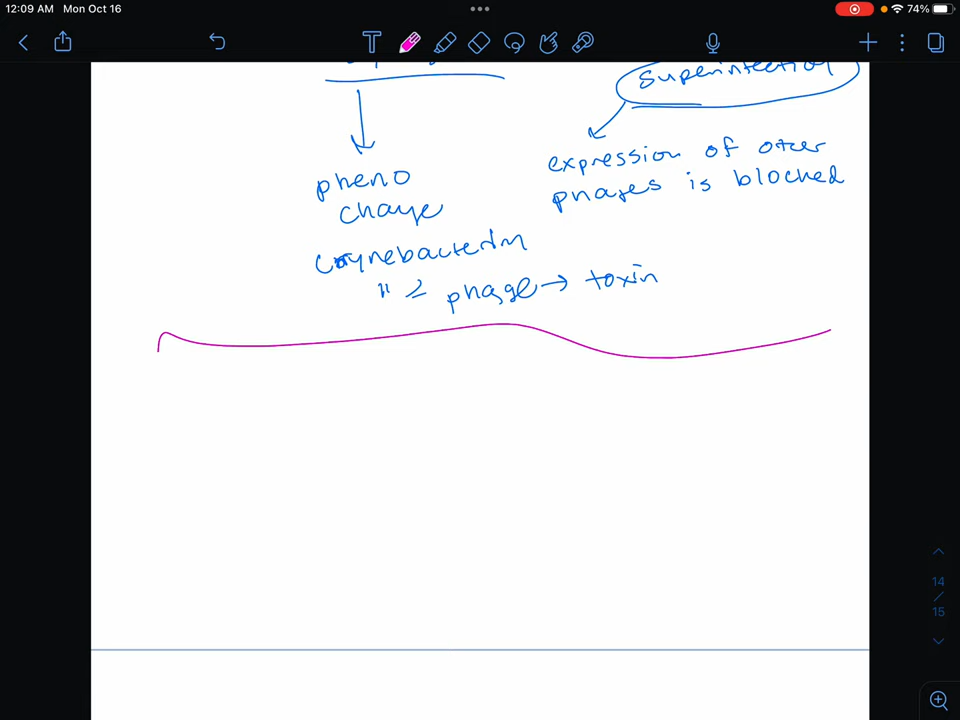 12:09 AM Mon Oct 16
74%
T
superinfection
expression of other
phages is blocked
pheno
change
Corynebacterium
" phage → toxin
14
/
15